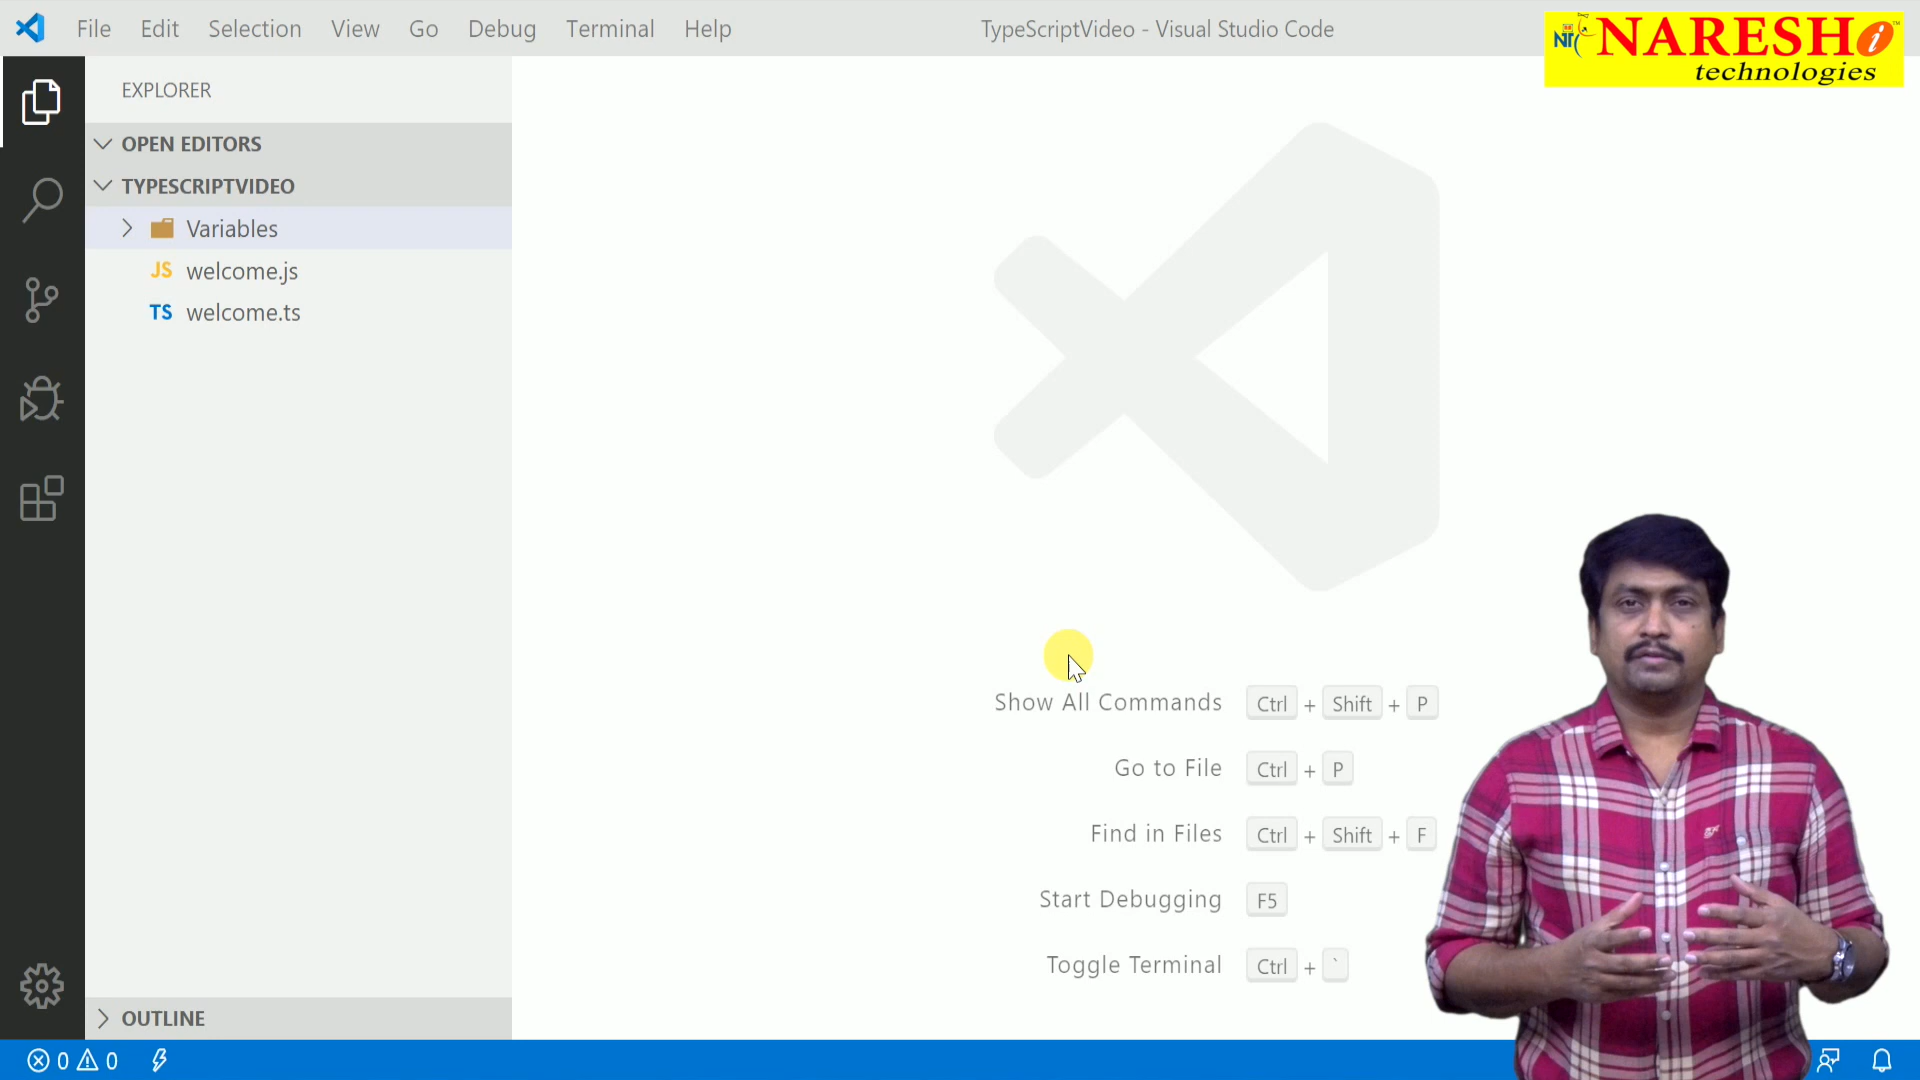 File Edit Selection View Go Debug Terminal Help
TypeScriptVideo - Visual Studio Code
NT NARESH i ™
technologies
EXPLORER
OPEN EDITORS
TYPESCRIPTVIDEO
Variables
JS welcome.js
TS welcome.ts
Show All Commands Ctrl + Shift + P
Go to File Ctrl + P
Find in Files Ctrl + Shift + F
Start Debugging F5
Toggle Terminal Ctrl + `
OUTLINE
0 0